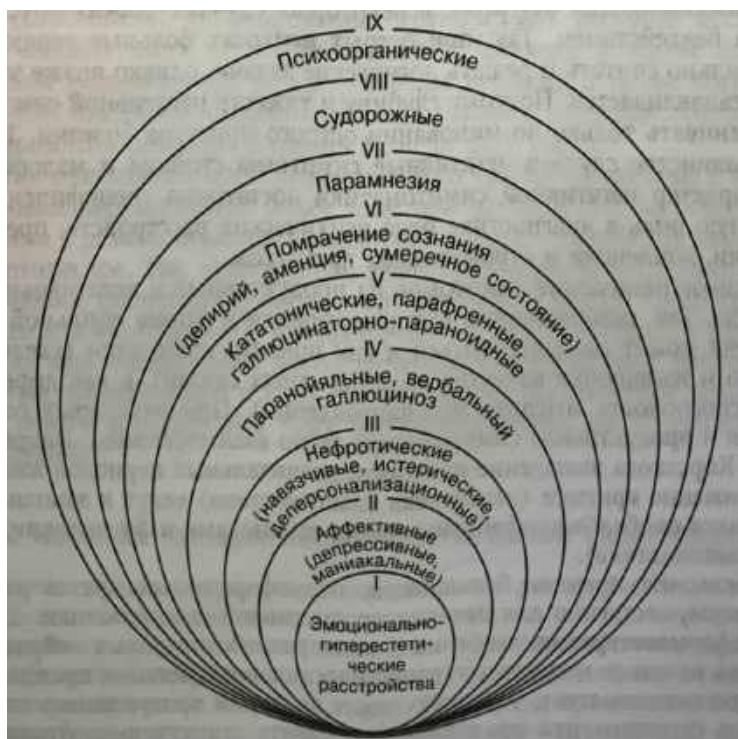 IX
Психоорганические
VIII
Судорожные
VII
Парамнезия
VI
Помрачение сознания
(делирий, аменция, сумеречное состояние)
V
Кататонические, парафренные,
галлюцинаторно-параноидные
IV
Паранойяльные, вербальный
галлюциноз
III
Нефротические
(навязчивые, истерические
деперсонализационные)
II
Аффективные
(депрессивные,
маниакальные)
I
Эмоционально-
гиперестети-
ческие
расстройства